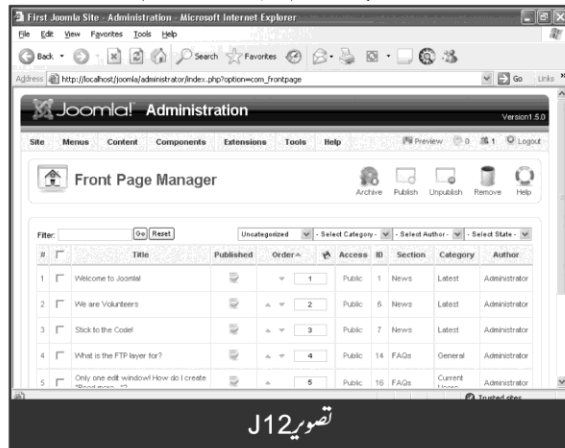 First Joomla Site - Administration - Microsoft Internet Explorer
File Edit View Favorites Tools Help
Back Search Favorites
Address http://localhost/joomla/administrator/index.php?option=com_frontpage Go Links »
Joomla! Administration
Version1.5.0
Site Menus Content Components Extensions Tools Help Preview 0 1 Logout
Front Page Manager
Archive Publish Unpublish Remove Help
Filter: Go Reset Uncategorized - Select Category - - Select Author - - Select State -
# Title Published Order Access ID Section Category Author
1 Welcome to Joomla! 1 Public 1 News Latest Administrator
2 We are Volunteers 2 Public 6 News Latest Administrator
3 Stick to the Code! 3 Public 7 News Latest Administrator
4 What is the FTP layer for? 4 Public 14 FAQs General Administrator
5 Only one edit window! How do I create 5 Public 16 FAQs Current Administrator
"Read more..."?
Trusted sites
تصویر J12